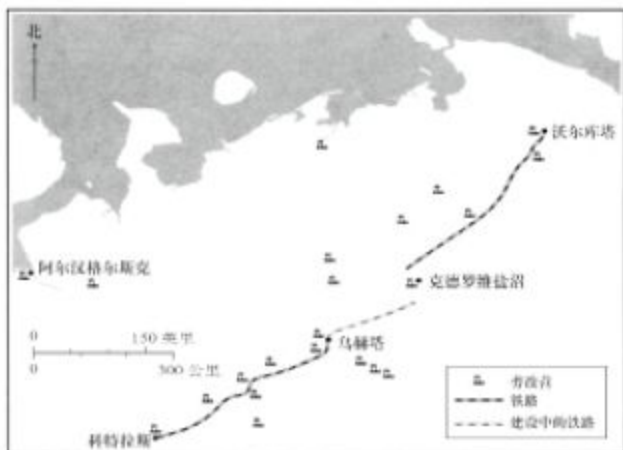 北
沃尔库塔
阿尔汉格尔斯克
克德罗维盐沼
0 150 英里
0 300 公里
乌赫塔
科特拉斯
劳改营
铁路
建设中的铁路